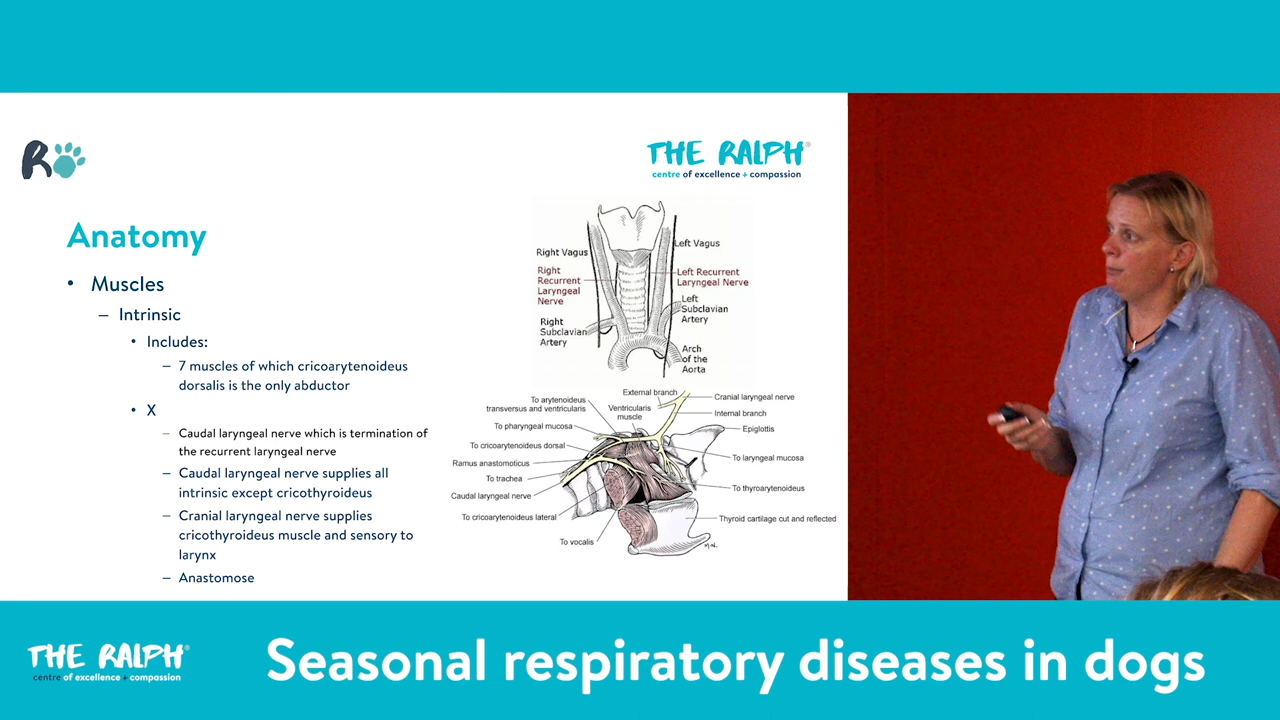 R
THE RALPH®
centre of excellence + compassion
Anatomy
• Muscles
– Intrinsic
• Includes:
– 7 muscles of which cricoarytenoideus
dorsalis is the only abductor
• X
– Caudal laryngeal nerve which is termination of
the recurrent laryngeal nerve
– Caudal laryngeal nerve supplies all
intrinsic except cricothyroideus
– Cranial laryngeal nerve supplies
cricothyroideus muscle and sensory to
larynx
– Anastomose
Right Vagus
Left Vagus
Right
Recurrent
Laryngeal
Nerve
Left Recurrent
Laryngeal Nerve
Left
Subclavian
Artery
Right
Subclavian
Artery
Arch
of the
Aorta
External branch
Cranial laryngeal nerve
To arytenoideus
transversus and ventricularis
Ventricularis
muscle
Internal branch
To pharyngeal mucosa
Epiglottis
To cricoarytenoideus dorsal
To laryngeal mucosa
Ramus anastomoticus
To trachea
To thyroarytenoideus
Caudal laryngeal nerve
To cricoarytenoideus lateral
Thyroid cartilage cut and reflected
To vocalis
THE RALPH®
centre of excellence + compassion
Seasonal respiratory diseases in dogs